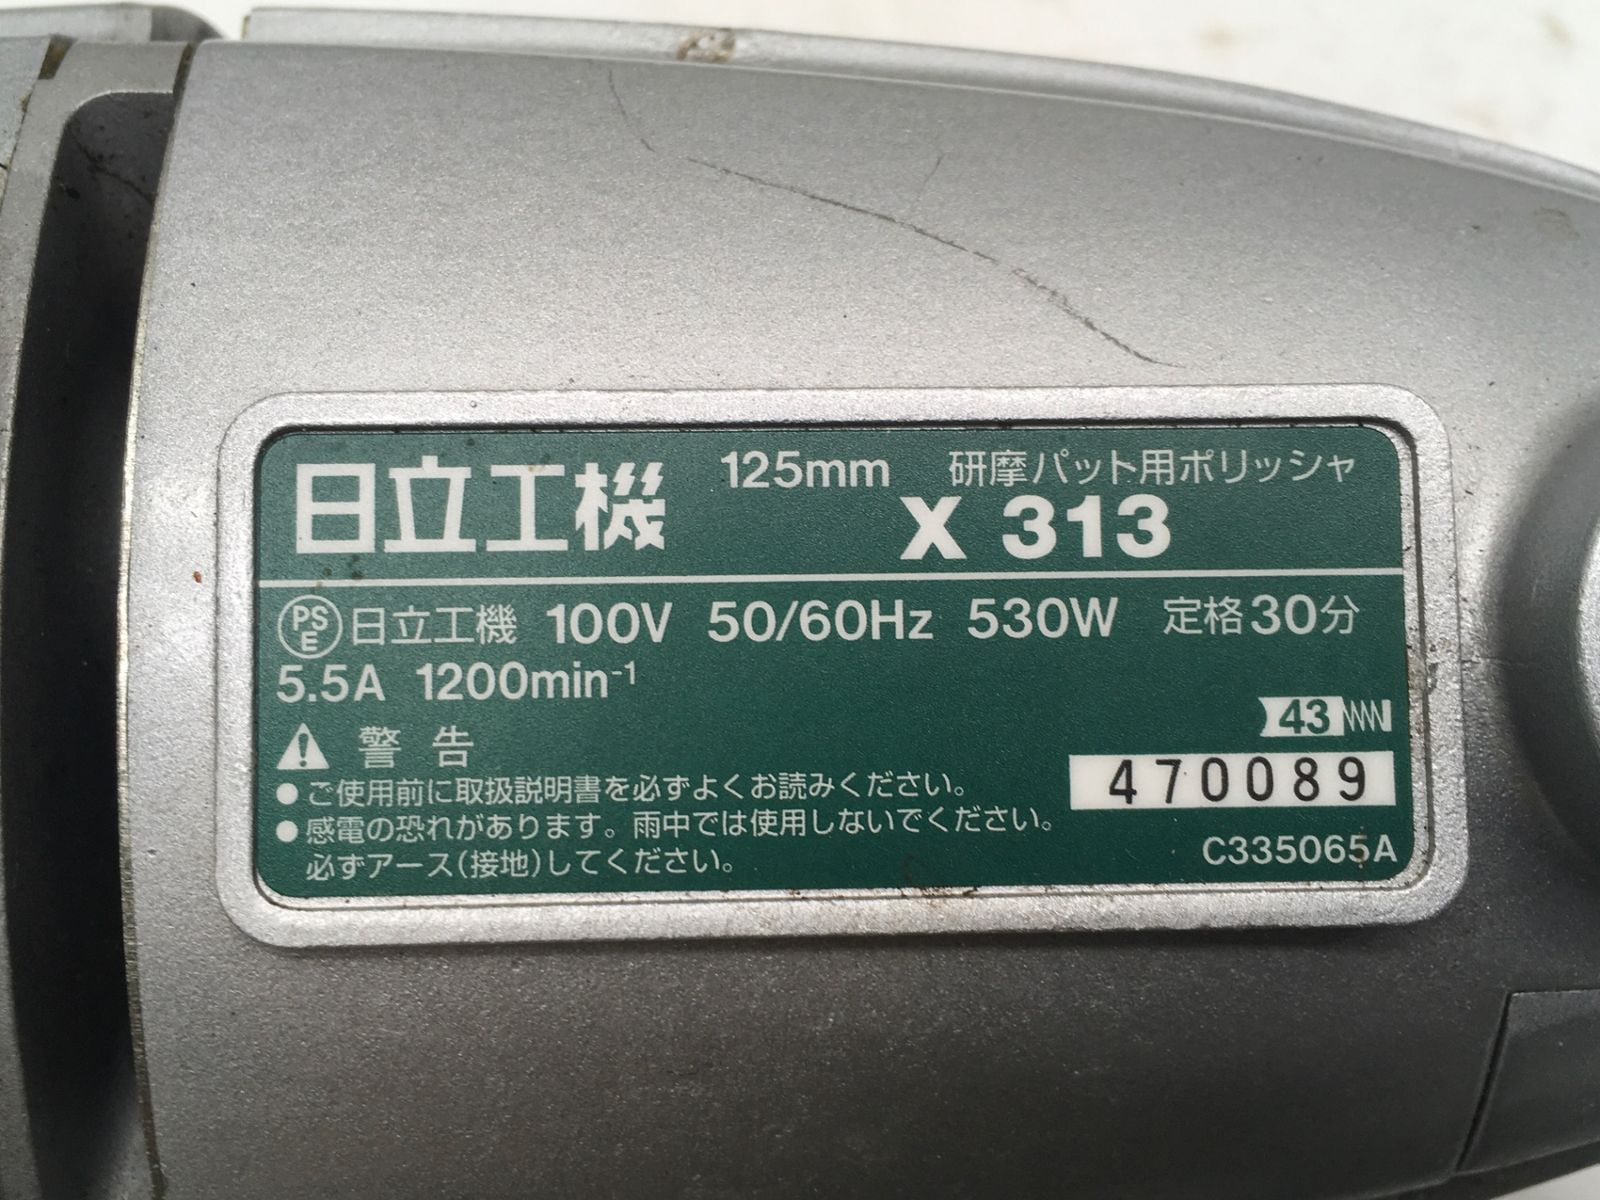 日立工機 125mm 研摩パット用ポリッシャ
X 313
PSE 日立工機 100V 50/60Hz 530W 定格30分
5.5A 1200min⁻¹
43
警告
●ご使用前に取扱説明書を必ずよくお読みください。
470089
●感電の恐れがあります。雨中では使用しないでください。
必ずアース(接地)してください。
C335065A